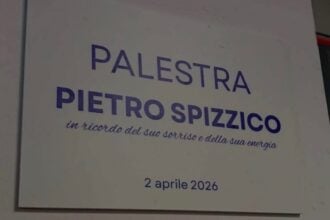 PALESTRA
PIETRO SPIZZICO
in ricordo del suo sorriso e della sua energia
2 aprile 2026